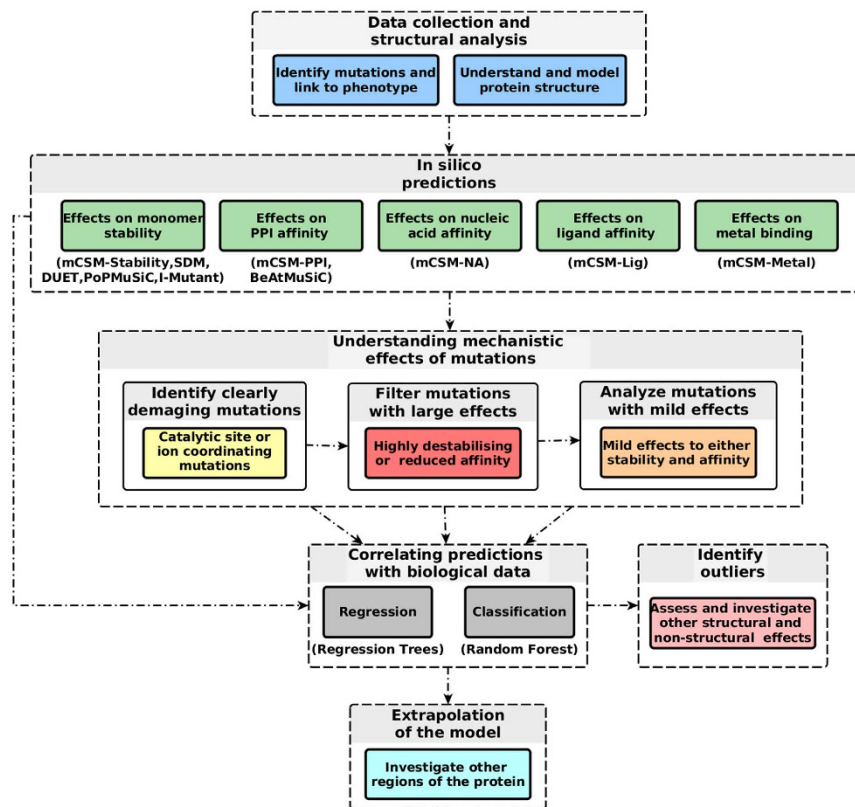 Data collection and
structural analysis
Identify mutations and
link to phenotype
Understand and model
protein structure
In silico
predictions
Effects on monomer
stability
(mCSM-Stability,SDM,
DUET,PoPMuSiC,I-Mutant)
Effects on
PPI affinity
(mCSM-PPI,
BeAtMuSiC)
Effects on nucleic
acid affinity
(mCSM-NA)
Effects on
ligand affinity
(mCSM-Lig)
Effects on
metal binding
(mCSM-Metal)
Understanding mechanistic
effects of mutations
Identify clearly
demaging mutations
Catalytic site or
ion coordinating
mutations
Filter mutations
with large effects
Highly destabilising
or reduced affinity
Analyze mutations
with mild effects
Mild effects to either
stability and affinity
Correlating predictions
with biological data
Regression
(Regression Trees)
Classification
(Random Forest)
Identify
outliers
Assess and investigate
other structural and
non-structural effects
Extrapolation
of the model
Investigate other
regions of the protein